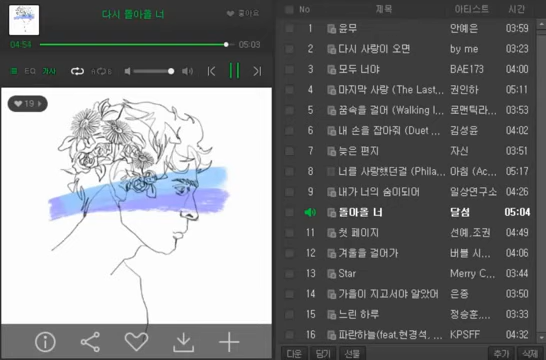 다시 돌아올 너
좋아요
04:54
05:03
EQ 가사
19
No 제목 아티스트 시간
1 윤무 안예은 03:59
2 다시 사랑이 오면 by me 03:23
3 모두 너야 BAE173 04:00
4 마지막 사랑 (The Last,... 권인하 05:11
5 꿈속을 걸어 (Walking I... 로맨틱라... 03:53
6 내 손을 잡아줘 (Duet ... 김성윤 04:02
7 늦은 편지 자신 03:51
8 너를 사랑했던걸 (Phila... 아침 (Ac... 05:17
9 내가 너의 숨이되어 일상연구소 04:26
돌아올 너 달섬 05:04
11 첫 페이지 선예,조권 04:49
12 겨울을 걸어가 버블 시... 04:06
13 Star Merry C... 03:44
14 가을이 지고서야 알았어 은중 03:50
15 느린 하루 정승훈,... 03:33
16 파란하늘(feat,현경석, ... KPSFF 04:32
다운 담기 선물 추가 삭제